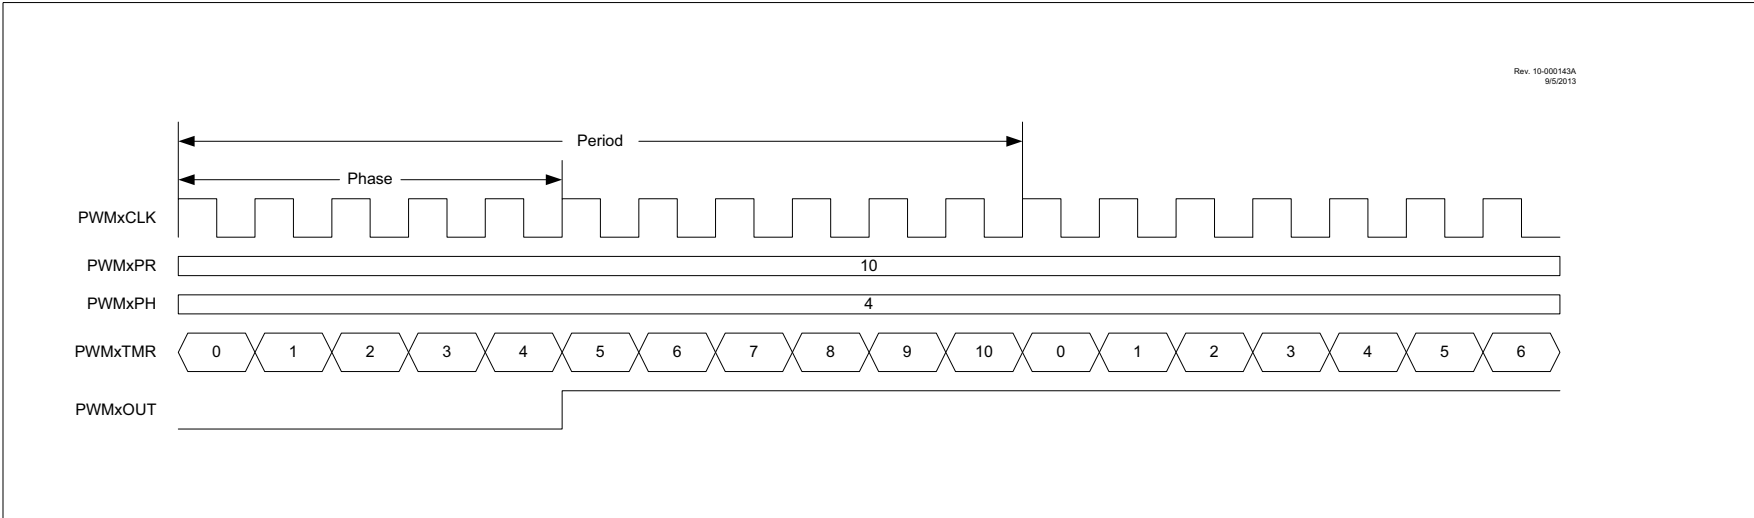 Rev. 10-000143A
9/5/2013
Period
Phase
PWMxCLK
PWMxPR 10
PWMxPH 4
PWMxTMR 0 1 2 3 4 5 6 7 8 9 10 0 1 2 3 4 5 6
PWMxOUT